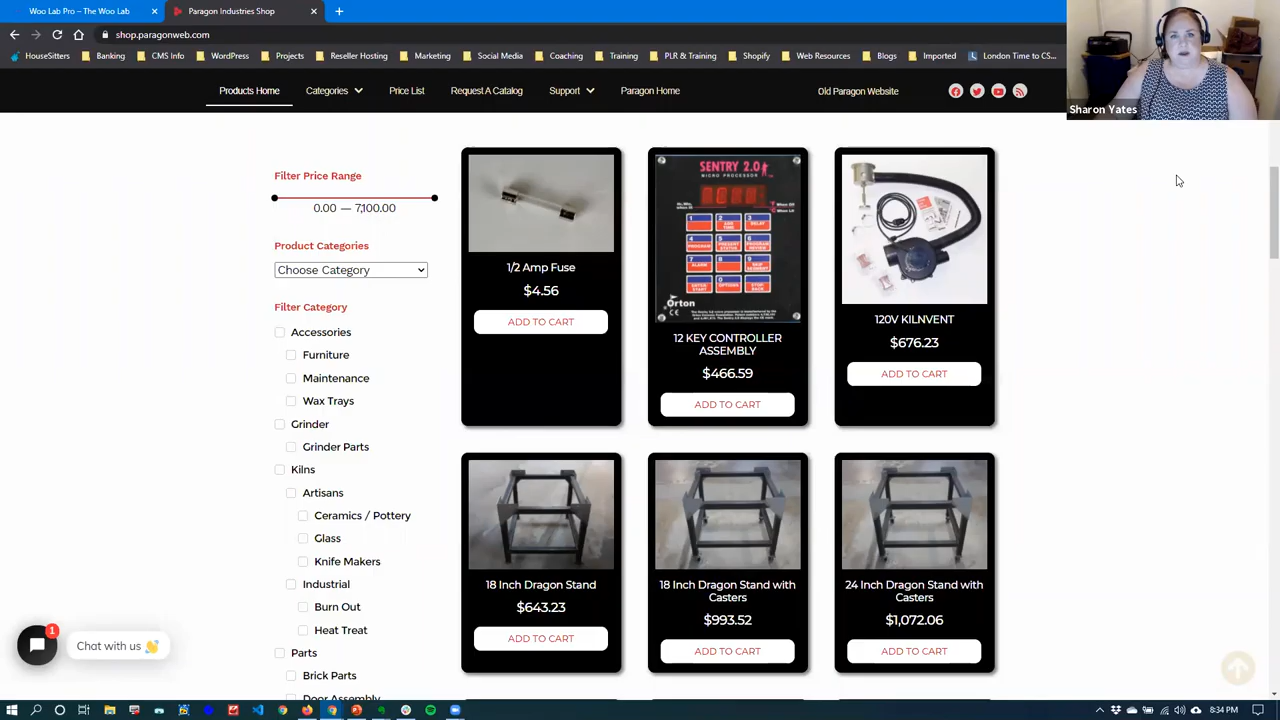 Woo Lab Pro – The Woo Lab
Paragon Industries Shop
shop.paragonweb.com
HouseSitters Banking CMS Info WordPress Projects Reseller Hosting Marketing Social Media Coaching Training PLR & Training Shopify Web Resources Blogs Imported London Time to CS...
Products Home Categories Price List Request A Catalog Support Paragon Home Old Paragon Website
Sharon Yates
Filter Price Range
0.00 — 7,100.00
Product Categories
Choose Category
Filter Category
Accessories
Furniture
Maintenance
Wax Trays
Grinder
Grinder Parts
Kilns
Artisans
Ceramics / Pottery
Glass
Knife Makers
Industrial
Burn Out
Heat Treat
Parts
Brick Parts
Door Assembly
1/2 Amp Fuse
$4.56
ADD TO CART
SENTRY 2.0
MICRO PROCESSOR
Orton
12 KEY CONTROLLER
ASSEMBLY
$466.59
ADD TO CART
120V KILNVENT
$676.23
ADD TO CART
18 Inch Dragon Stand
$643.23
ADD TO CART
18 Inch Dragon Stand with
Casters
$993.52
ADD TO CART
24 Inch Dragon Stand with
Casters
$1,072.06
ADD TO CART
1
Chat with us 👋
8:34 PM